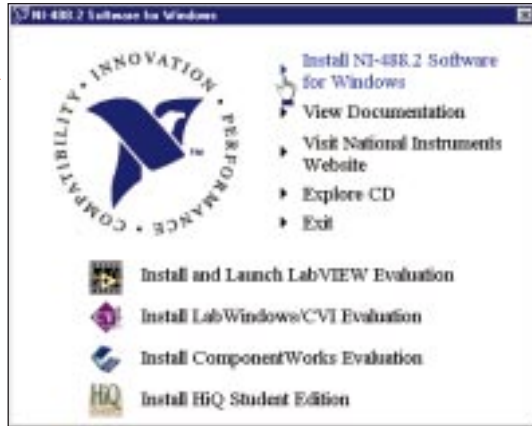 NI-488.2 Software for Windows
INNOVATION • PERFORMANCE • COMPATIBILITY •
TM
Install NI-488.2 Software
for Windows
View Documentation
Visit National Instruments
Website
Explore CD
Exit
Install and Launch LabVIEW Evaluation
Install LabWindows/CVI Evaluation
Install ComponentWorks Evaluation
HiQ
Install HiQ Student Edition